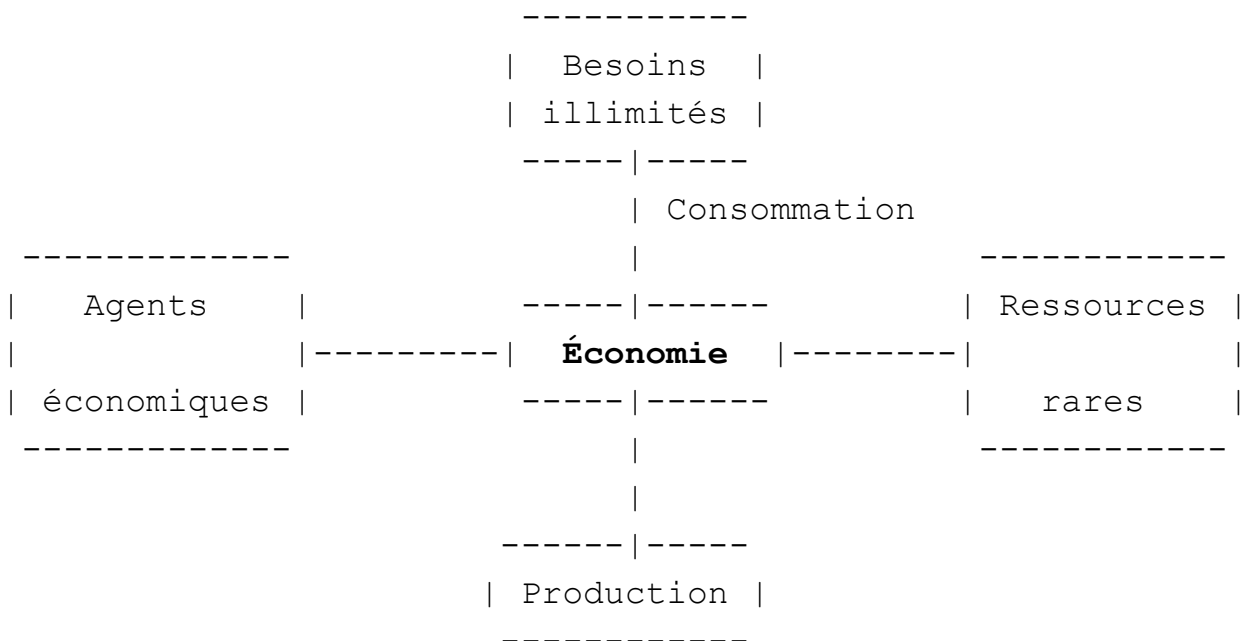 Besoins
illimités
Consommation
Agents
économiques
Économie
Ressources
rares
Production